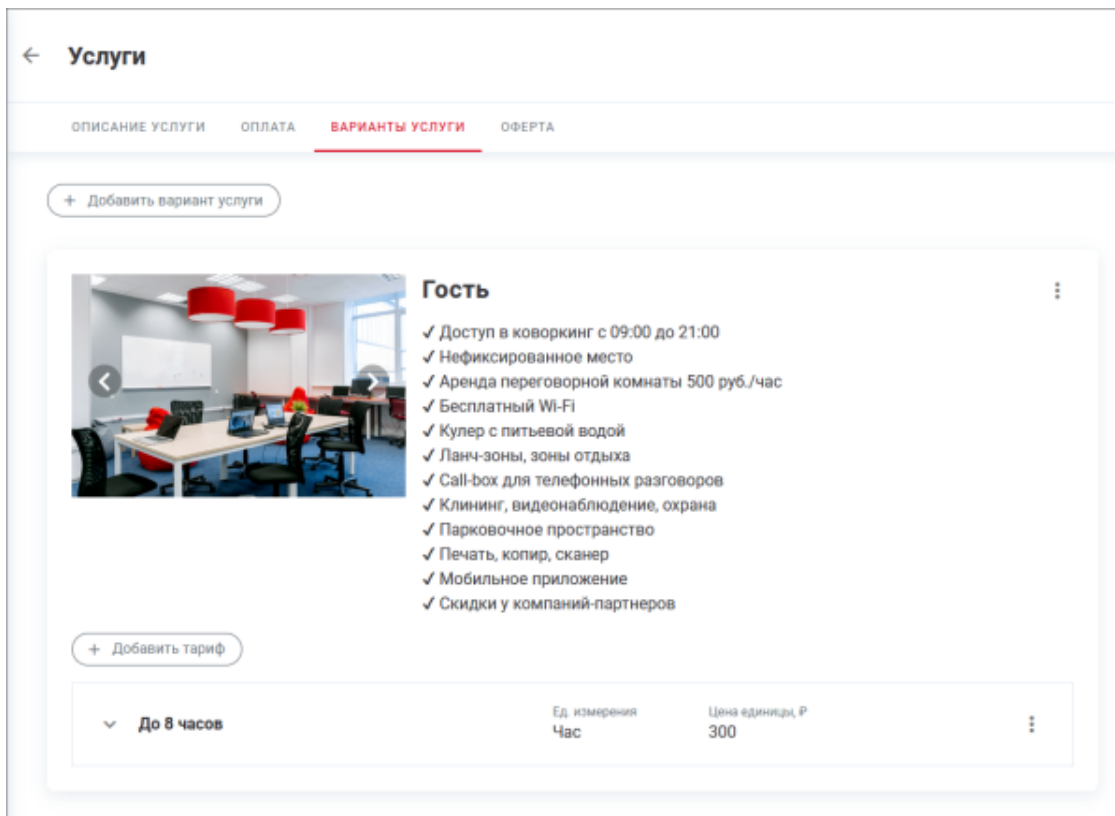 Услуги
ОПИСАНИЕ УСЛУГИ ОПЛАТА ВАРИАНТЫ УСЛУГИ ОФЕРТА
+ Добавить вариант услуги
Гость
✓ Доступ в коворкинг с 09:00 до 21:00
✓ Нефиксированное место
✓ Аренда переговорной комнаты 500 руб./час
✓ Бесплатный Wi-Fi
✓ Кулер с питьевой водой
✓ Ланч-зоны, зоны отдыха
✓ Call-box для телефонных разговоров
✓ Клининг, видеонаблюдение, охрана
✓ Парковочное пространство
✓ Печать, копир, сканер
✓ Мобильное приложение
✓ Скидки у компаний-партнеров
+ Добавить тариф
Ед. измерения Цена единицы, ₽
До 8 часов Час 300